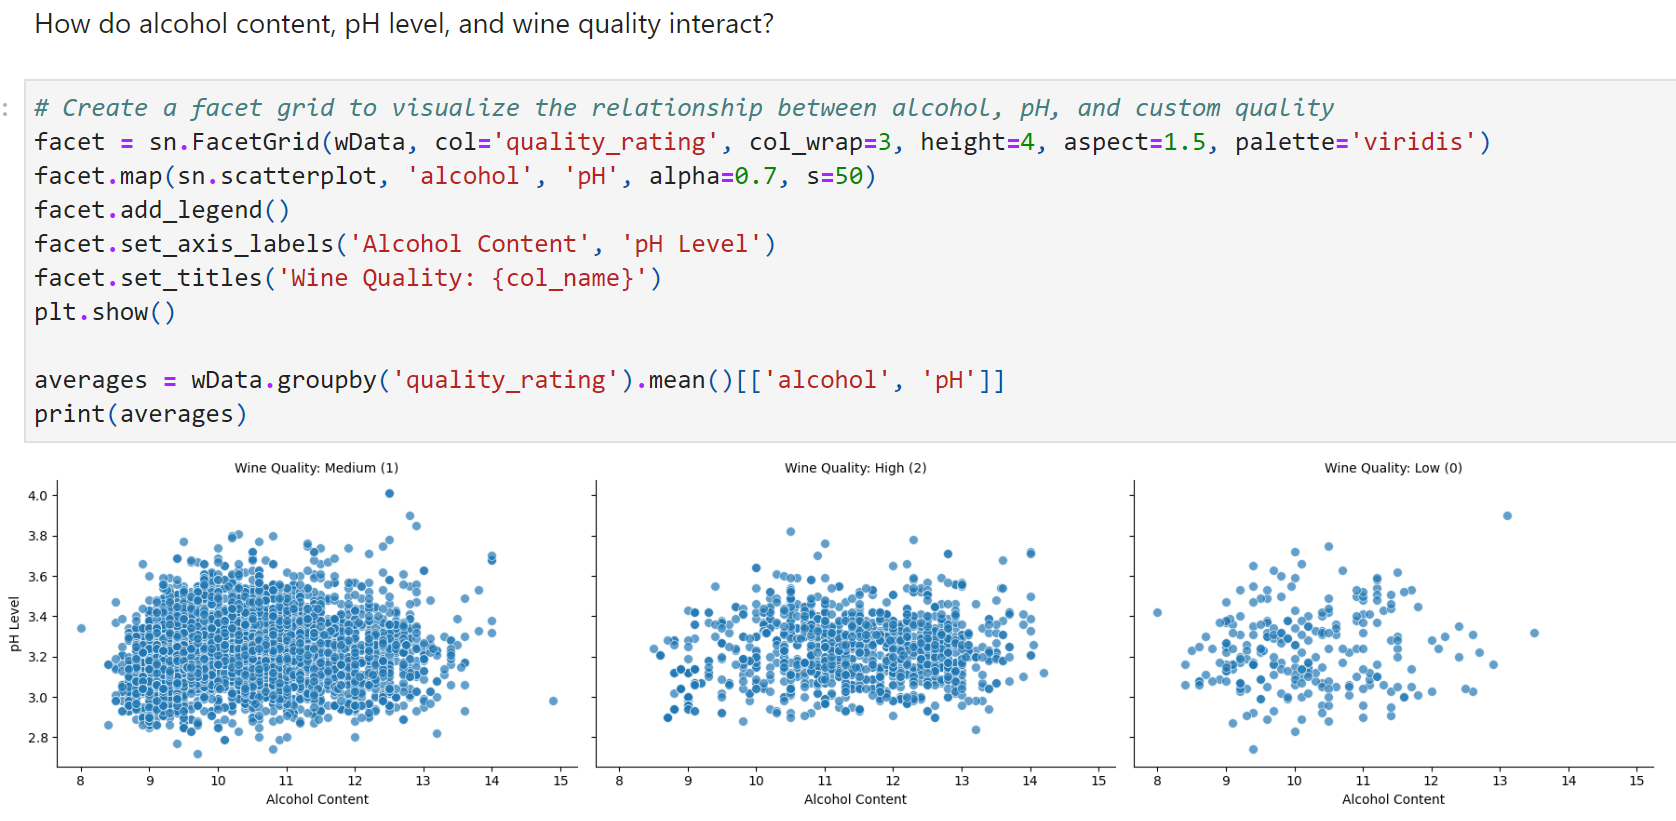 How do alcohol content, pH level, and wine quality interact?
:
# Create a facet grid to visualize the relationship between alcohol, pH, and custom quality
facet = sn.FacetGrid(wData, col='quality_rating', col_wrap=3, height=4, aspect=1.5, palette='viridis')
facet.map(sn.scatterplot, 'alcohol', 'pH', alpha=0.7, s=50)
facet.add_legend()
facet.set_axis_labels('Alcohol Content', 'pH Level')
facet.set_titles('Wine Quality: {col_name}')
plt.show()
averages = wData.groupby('quality_rating').mean()[['alcohol', 'pH']]
print(averages)
Wine Quality: Medium (1)
Wine Quality: High (2)
Wine Quality: Low (0)
4.0
3.8
3.6
3.4
3.2
3.0
2.8
pH Level
8 9 10 11 12 13 14 15
8 9 10 11 12 13 14 15
8 9 10 11 12 13 14 15
Alcohol Content
Alcohol Content
Alcohol Content